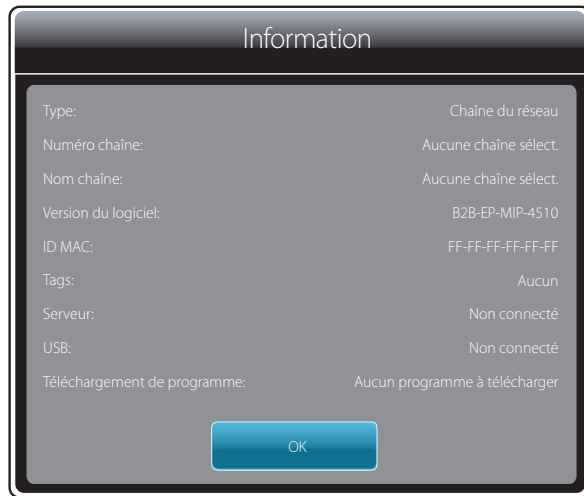 Information
Type: Chaîne du réseau
Numéro chaîne: Aucune chaîne sélect.
Nom chaîne: Aucune chaîne sélect.
Version du logiciel: B2B-EP-MIP-4510
ID MAC: FF-FF-FF-FF-FF-FF
Tags: Aucun
Serveur: Non connecté
USB: Non connecté
Téléchargement de programme: Aucun programme à télécharger
OK